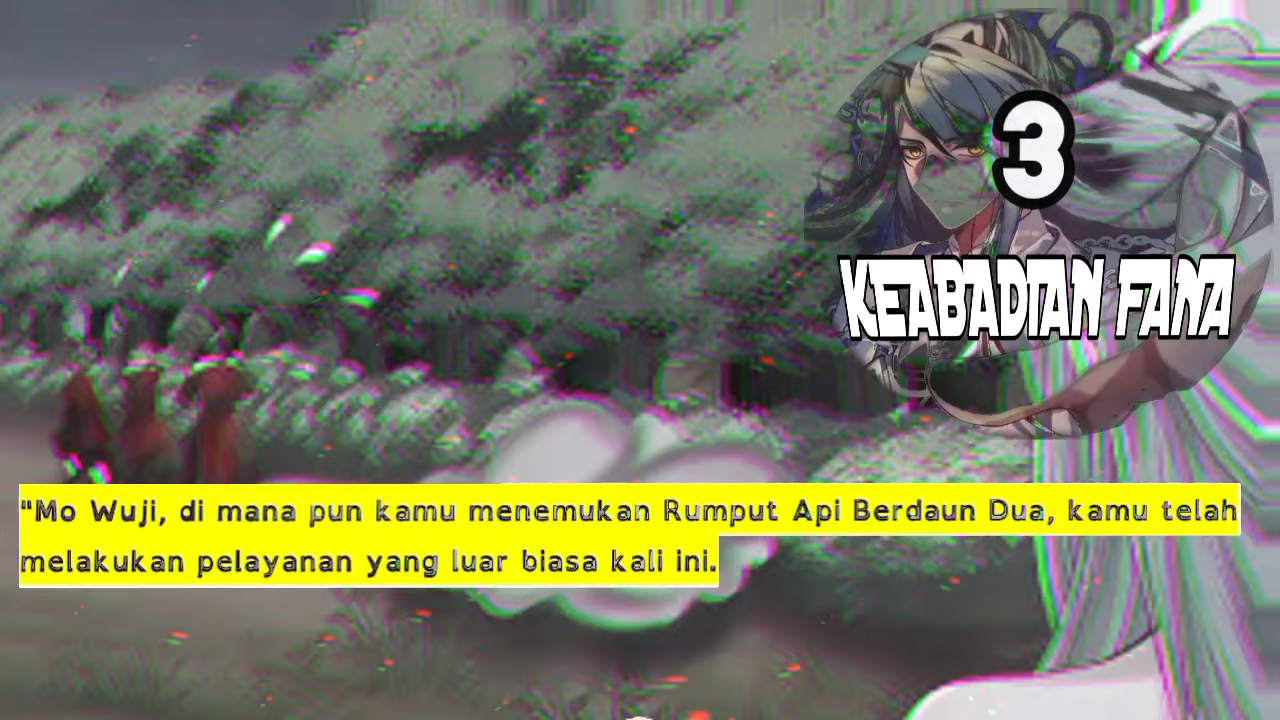 3
KEABADIAN FANA
"Mo Wuji, di mana pun kamu menemukan Rumput Api Berdaun Dua, kamu telah
melakukan pelayanan yang luar biasa kali ini.